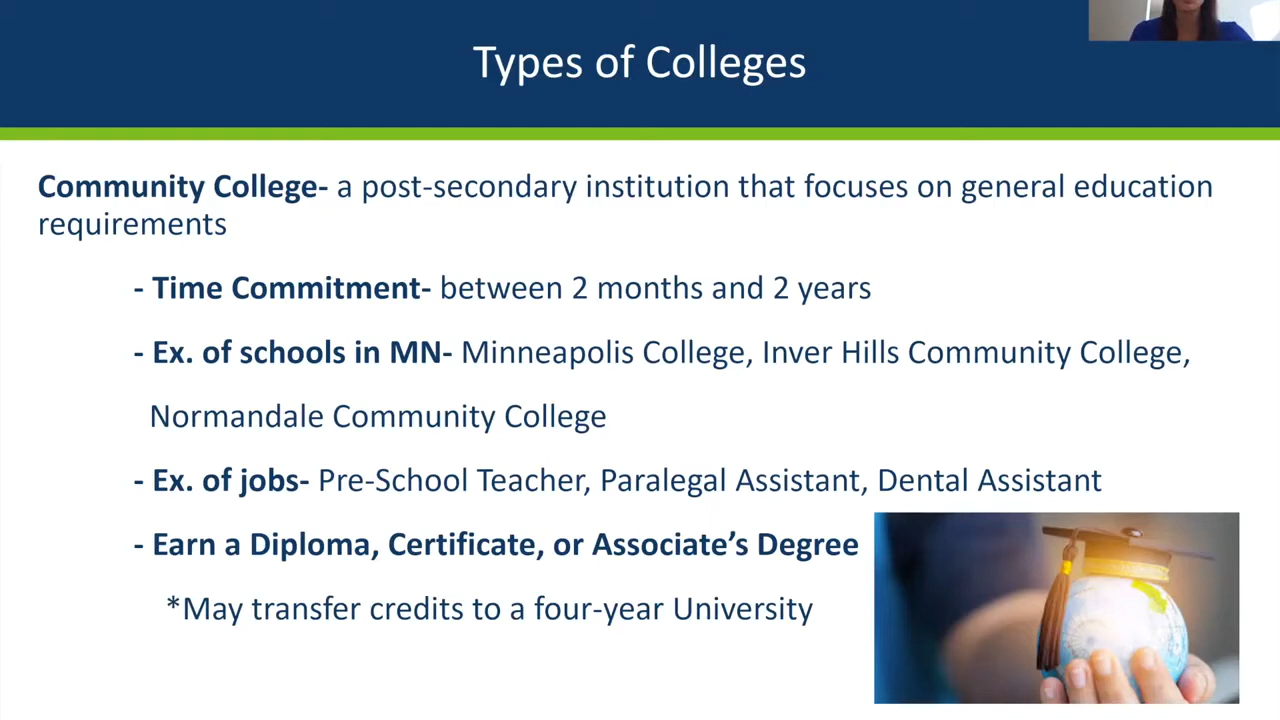 Types of Colleges
Community College- a post-secondary institution that focuses on general education
requirements
- Time Commitment- between 2 months and 2 years
- Ex. of schools in MN- Minneapolis College, Inver Hills Community College,
Normandale Community College
- Ex. of jobs- Pre-School Teacher, Paralegal Assistant, Dental Assistant
- Earn a Diploma, Certificate, or Associate’s Degree
*May transfer credits to a four-year University